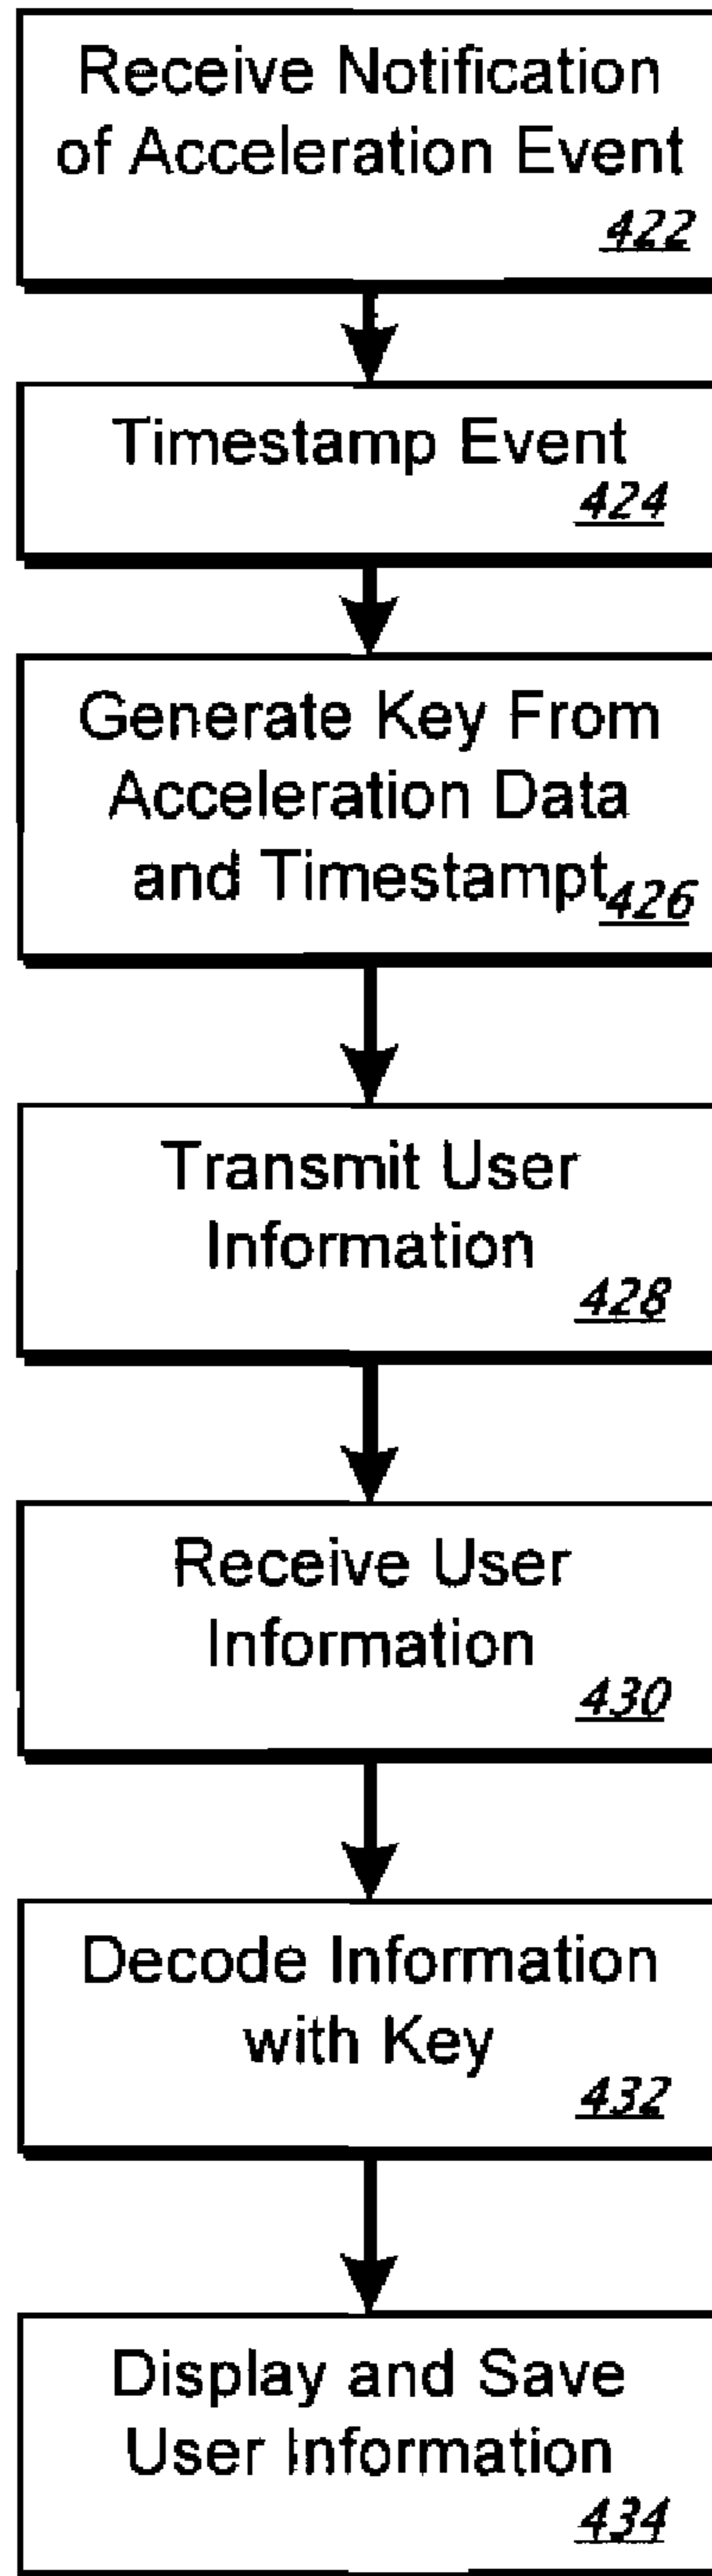 Receive Notification
of Acceleration Event
422
Timestamp Event
424
Generate Key From
Acceleration Data
and Timestampt
426
Transmit User
Information
428
Receive User
Information
430
Decode Information
with Key
432
Display and Save
User Information
434